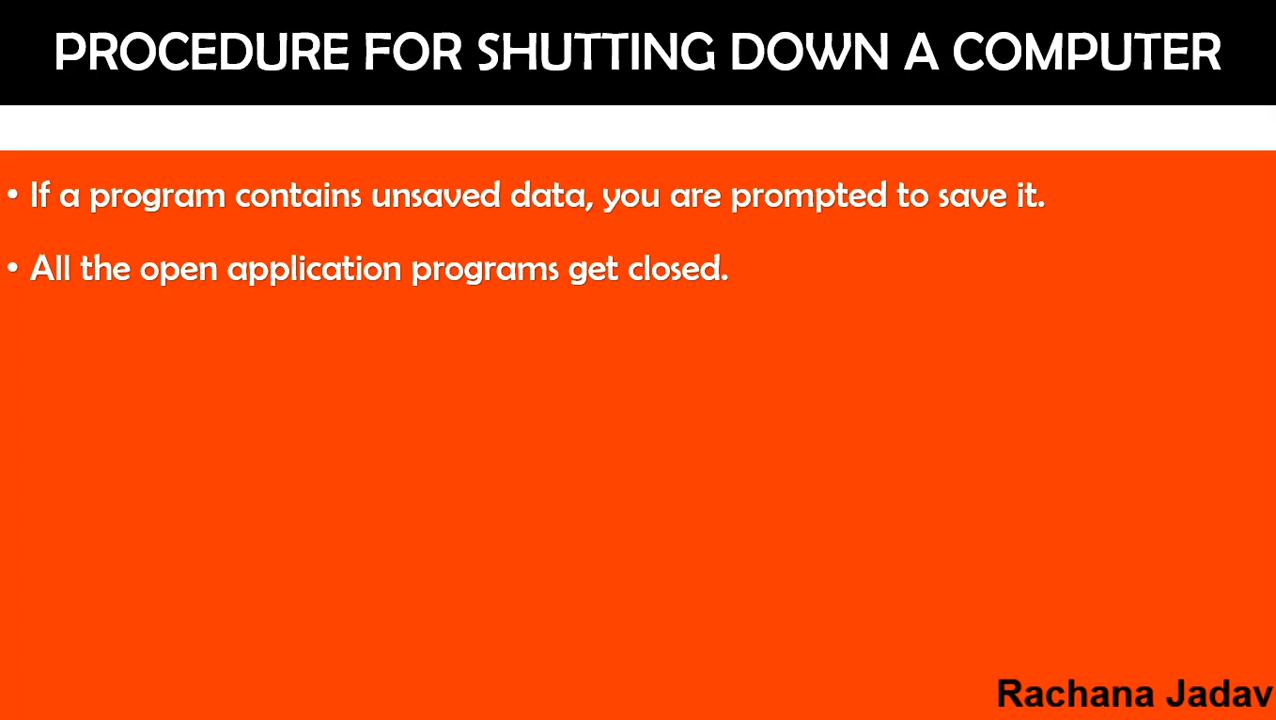 PROCEDURE FOR SHUTTING DOWN A COMPUTER
• If a program contains unsaved data, you are prompted to save it.
• All the open application programs get closed.
Rachana Jadav